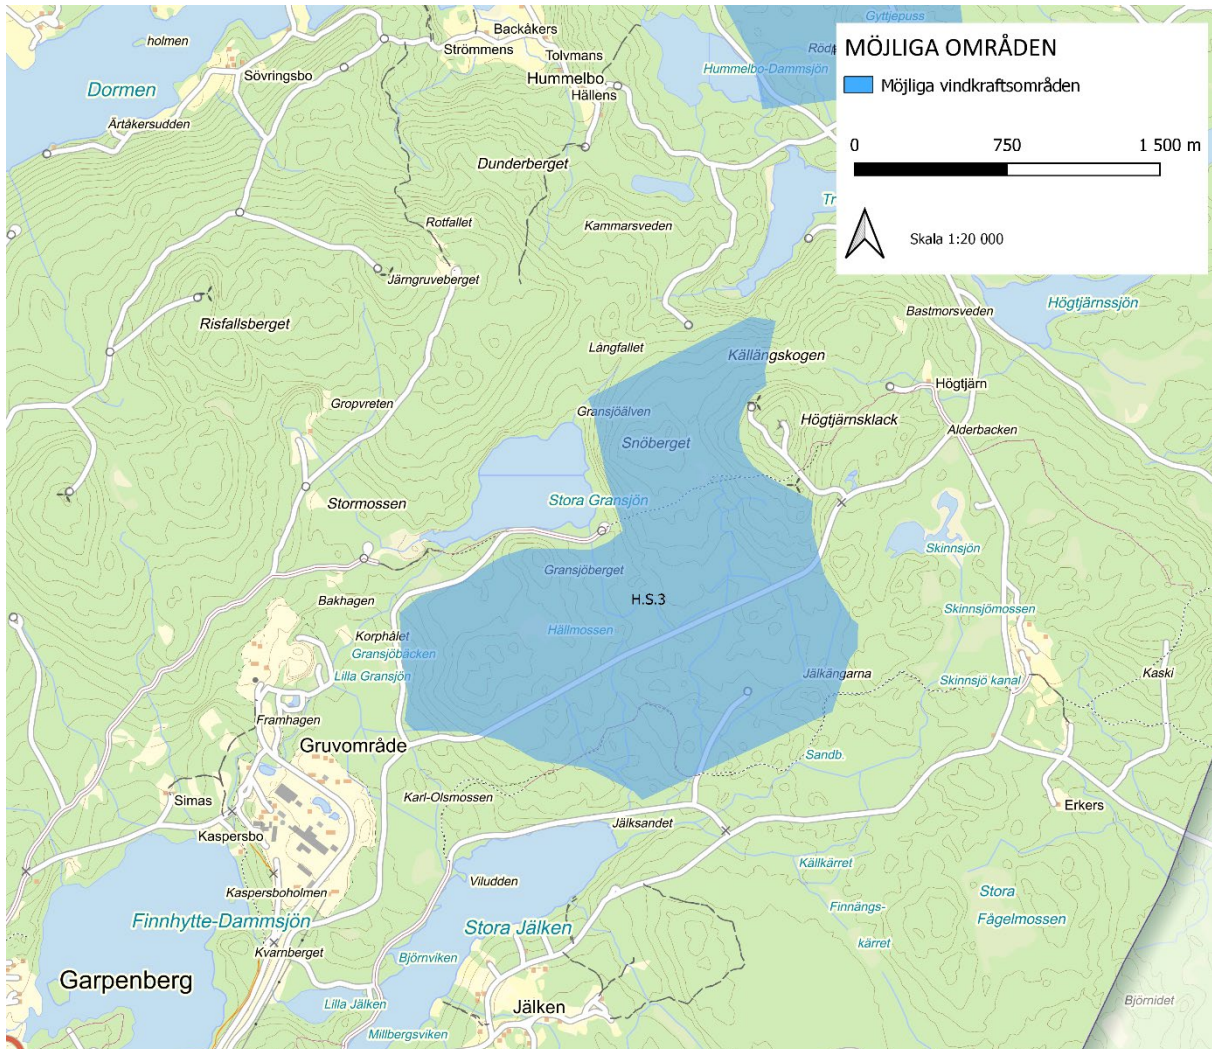 holmen
Backåkers
Strömmens
Tolvmans
Sövringsbo
Hummelbo
Hällens
Dormen
Ärtåkersudden
Gyttjepuss
Hummelbo-Dammsjön
MÖJLIGA OMRÅDEN
Möjliga vindkraftsområden
0 750 1 500 m
Skala 1:20 000
Dunderberget
Rotfallet
Kammarsveden
Järngruveberget
Risfallsberget
Högtjärnssjön
Bastmorsveden
Långfallet
Källängskogen
Högtjärn
Gropvreten
Gransjöälven
Snöberget
Högtjärnsklack
Alderbacken
Stormossen
Stora Gransjön
Skinnsjön
Gransjöberget
Bakhagen
H.S.3
Hällmossen
Skinnsjömossen
Korphålet
Gransjöbäcken
Lilla Gransjön
Jälkängarna
Skinnsjö kanal
Kaski
Framhagen
Gruvområde
Sandb.
Simas
Karl-Olsmossen
Erkers
Kaspersbo
Jälksandet
Källkärret
Kaspersboholmen
Viludden
Stora
Fågelmossen
Finnängs-
kärret
Finnhytte-Dammsjön
Stora Jälken
Kvarnberget
Björnviken
Garpenberg
Lilla Jälken
Jälken
Björnidet
Millbergsviken